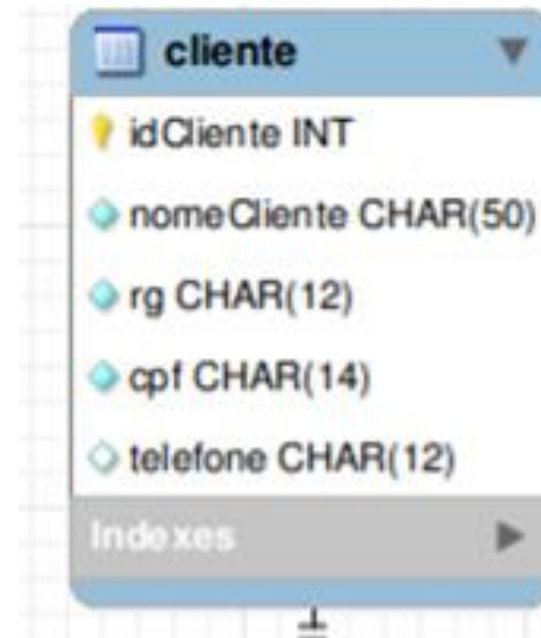 cliente
idCliente INT
nomeCliente CHAR(50)
rg CHAR(12)
cpf CHAR(14)
telefone CHAR(12)
Indexes